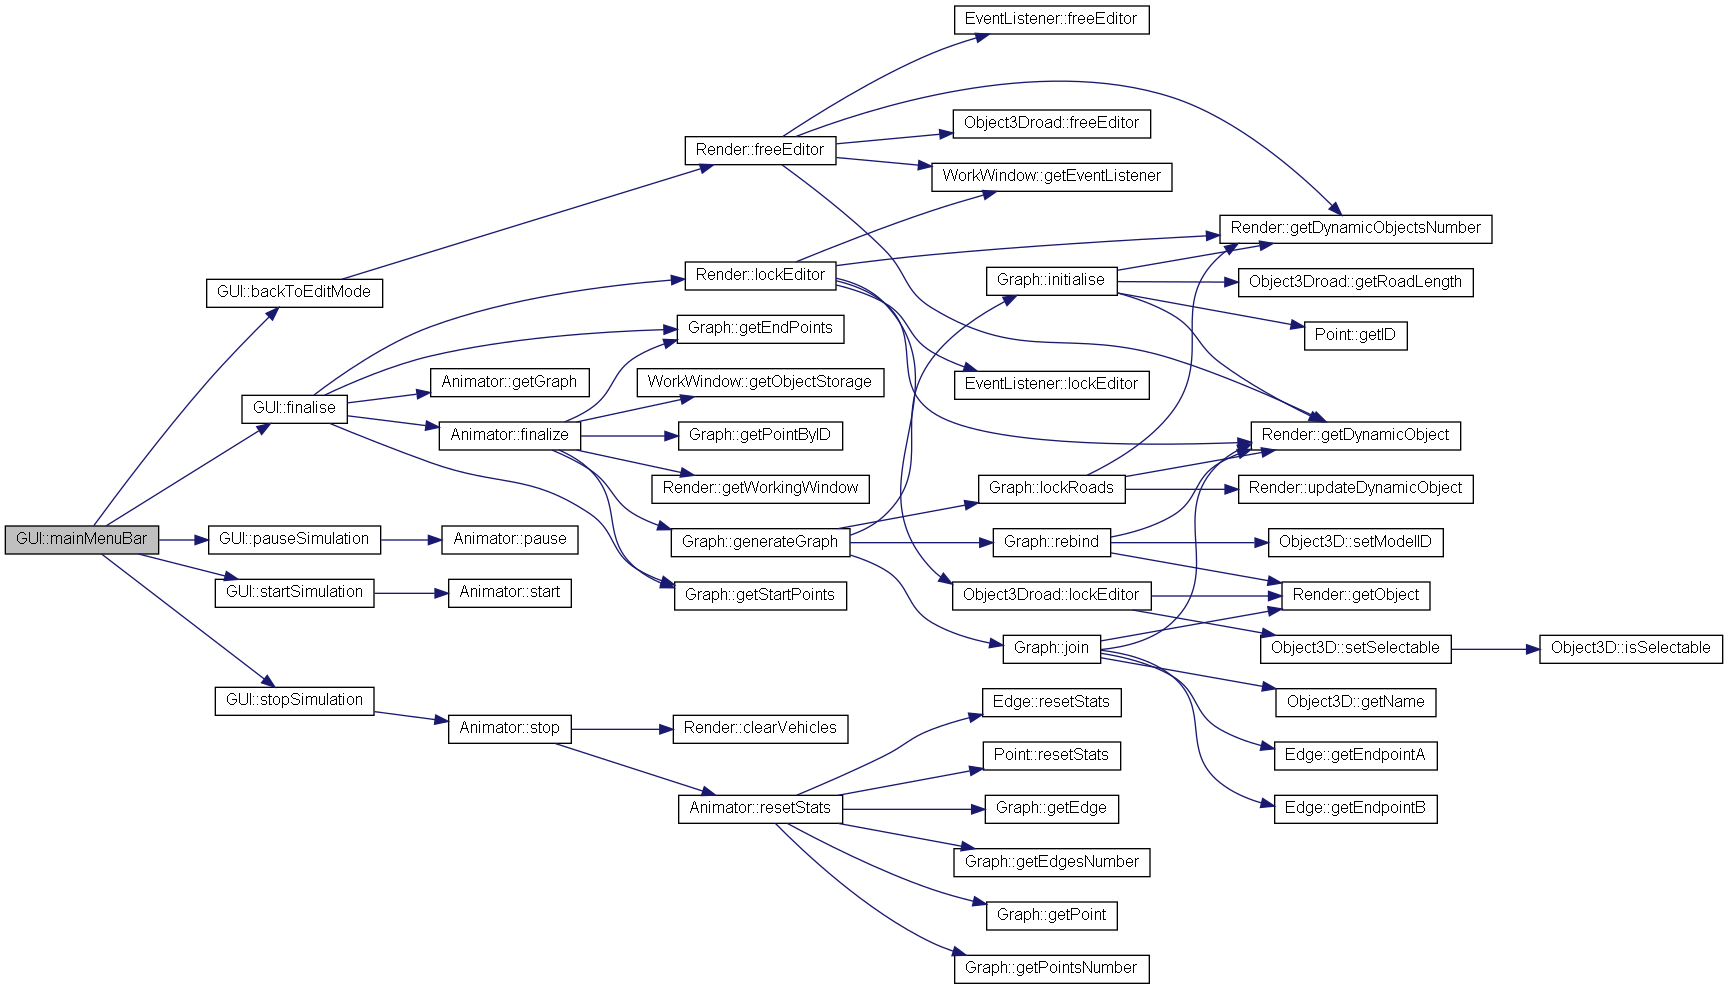 GUI::mainMenuBar
GUI::backToEditMode
GUI::finalise
GUI::pauseSimulation
GUI::startSimulation
GUI::stopSimulation
Animator::getGraph
Animator::finalize
Animator::pause
Animator::start
Animator::stop
Render::freeEditor
Render::lockEditor
Graph::getEndPoints
WorkWindow::getObjectStorage
Graph::getPointByID
Render::getWorkingWindow
Graph::generateGraph
Graph::getStartPoints
Render::clearVehicles
Animator::resetStats
EventListener::freeEditor
Object3Droad::freeEditor
WorkWindow::getEventListener
Graph::initialise
EventListener::lockEditor
Graph::lockRoads
Graph::rebind
Object3Droad::lockEditor
Graph::join
Edge::resetStats
Point::resetStats
Graph::getEdge
Graph::getEdgesNumber
Graph::getPoint
Graph::getPointsNumber
Render::getDynamicObjectsNumber
Object3Droad::getRoadLength
Point::getID
Render::getDynamicObject
Render::updateDynamicObject
Object3D::setModelID
Render::getObject
Object3D::setSelectable
Object3D::getName
Edge::getEndpointA
Edge::getEndpointB
Object3D::isSelectable